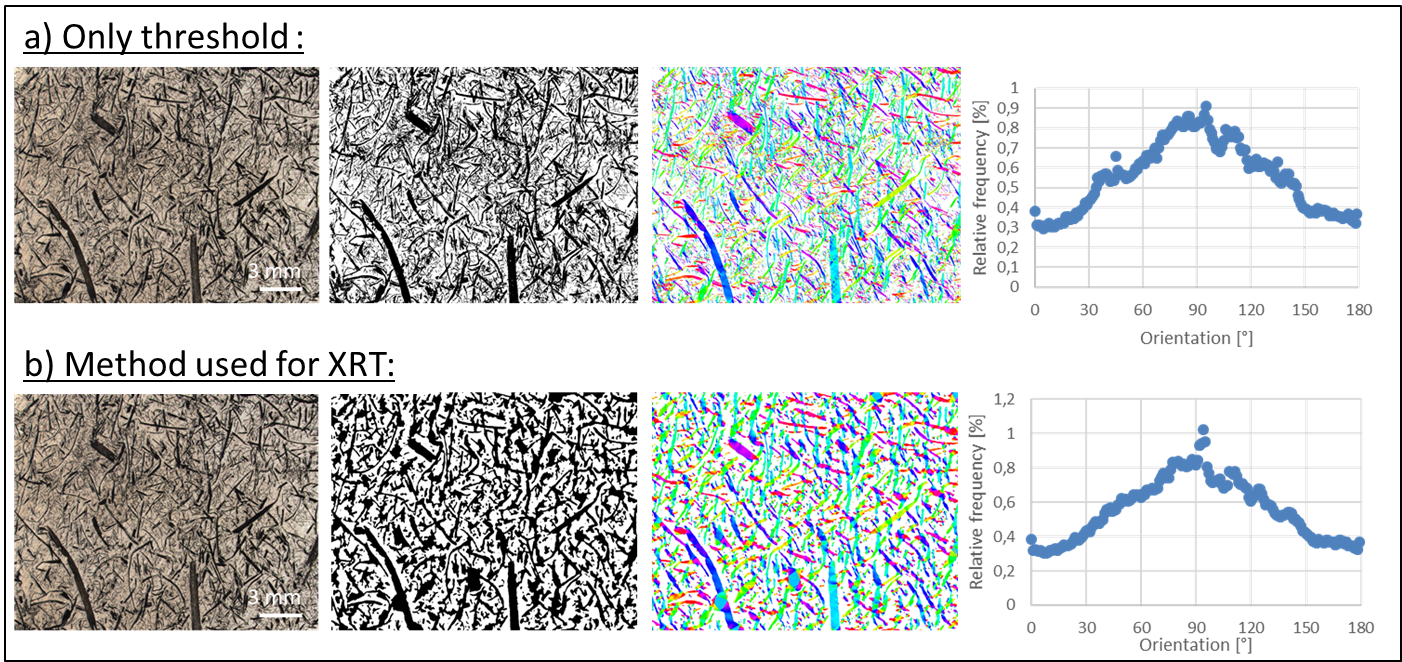 a) Only threshold :
3 mm
Relative frequency [%]
1
0,9
0,8
0,7
0,6
0,5
0,4
0,3
0,2
0,1
0
0 30 60 90 120 150 180
Orientation [°]
b) Method used for XRT:
3 mm
Relative frequency [%]
1,2
1
0,8
0,6
0,4
0,2
0
0 30 60 90 120 150 180
Orientation [°]